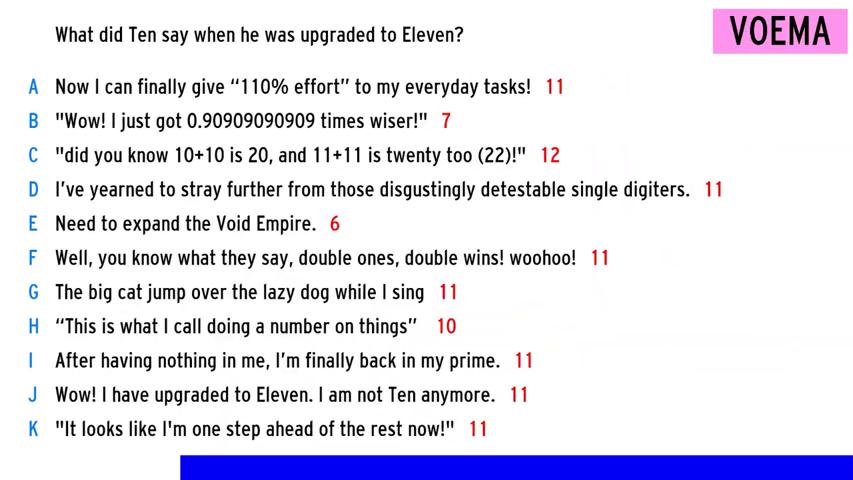 What did Ten say when he was upgraded to Eleven?
VOEMA
A Now I can finally give “110% effort” to my everyday tasks! 11
B "Wow! I just got 0.90909090909 times wiser!" 7
C "did you know 10+10 is 20, and 11+11 is twenty too (22)!" 12
D I’ve yearned to stray further from those disgustingly detestable single digiters. 11
E Need to expand the Void Empire. 6
F Well, you know what they say, double ones, double wins! woohoo! 11
G The big cat jump over the lazy dog while I sing 11
H “This is what I call doing a number on things” 10
I After having nothing in me, I’m finally back in my prime. 11
J Wow! I have upgraded to Eleven. I am not Ten anymore. 11
K "It looks like I'm one step ahead of the rest now!" 11